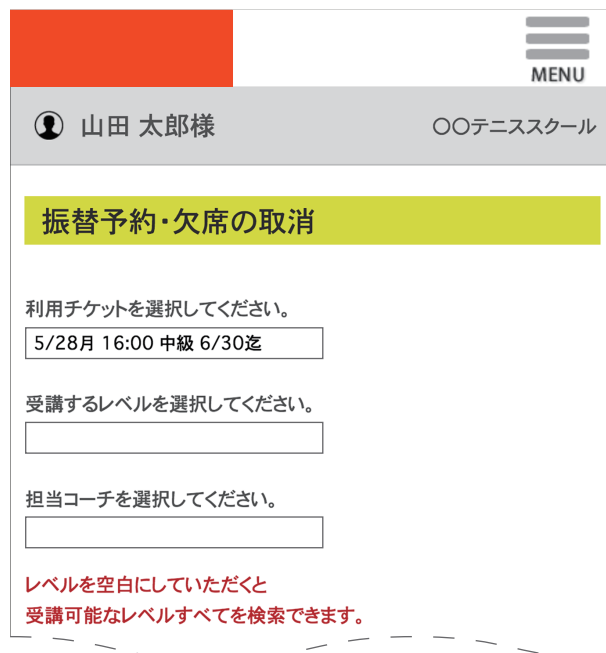 MENU
山田 太郎様
〇〇テニススクール
振替予約・欠席の取消
利用チケットを選択してください。
5/28月 16:00 中級 6/30迄
受講するレベルを選択してください。
担当コーチを選択してください。
レベルを空白にしていただくと
受講可能なレベルすべてを検索できます。